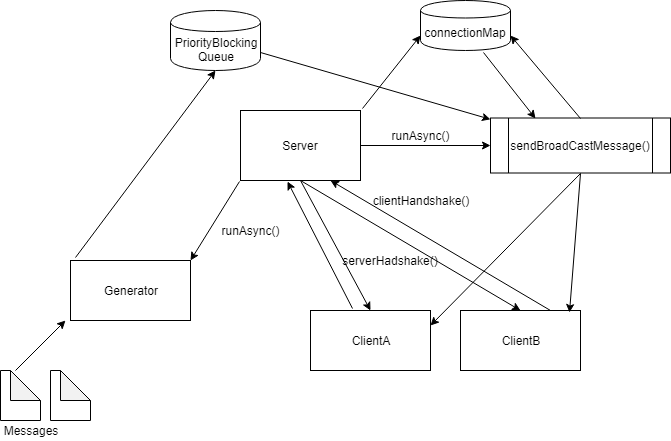 PriorityBlocking
Queue
connectionMap
Server
runAsync()
sendBroadCastMessage()
clientHandshake()
runAsync()
serverHadshake()
Generator
ClientA
ClientB
Messages